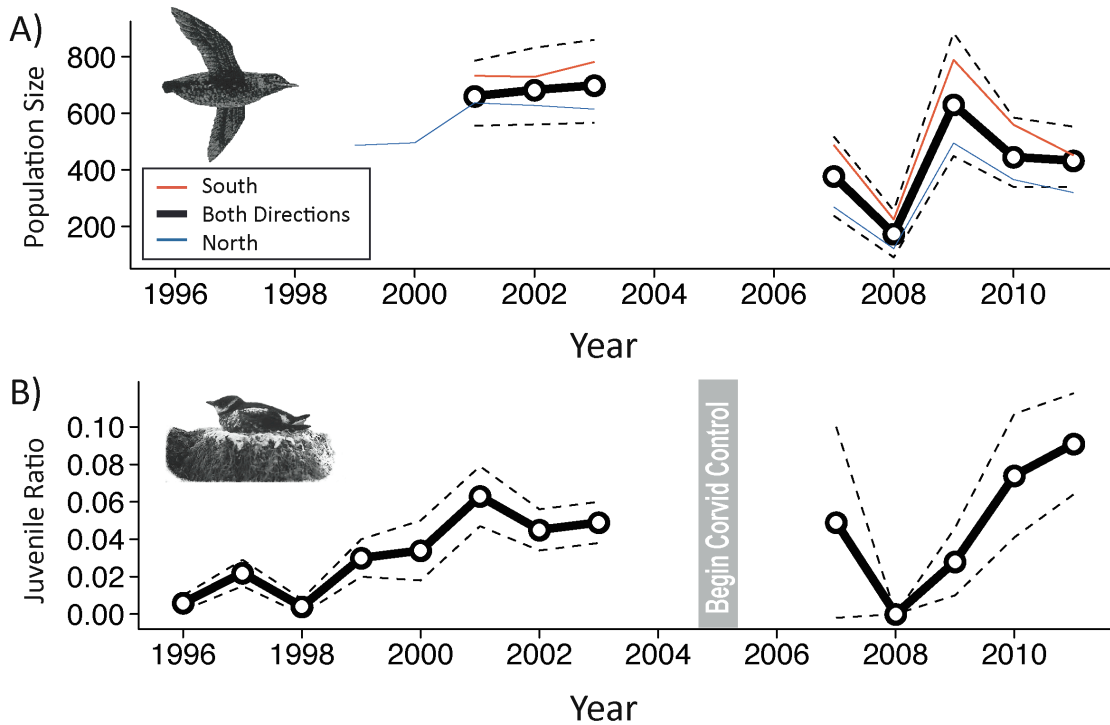 A)
Population Size
800
600
400
200
South
Both Directions
North
1996 1998 2000 2002 2004 2006 2008 2010
Year
B)
Juvenile Ratio
0.10
0.08
0.06
0.04
0.02
0.00
Begin Corvid Control
1996 1998 2000 2002 2004 2006 2008 2010
Year